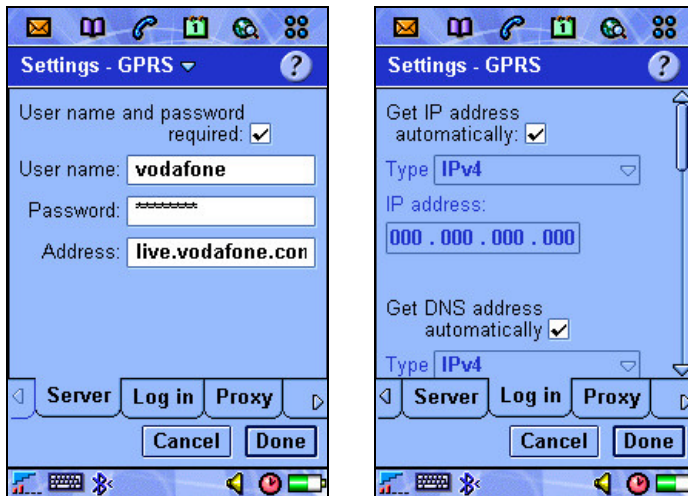 1
Settings - GPRS
?
User name and password
required:
User name: vodafone
Password: *********
Address: live.vodafone.con
Server Log in Proxy
Cancel Done
1
Settings - GPRS
?
Get IP address
automatically:
Type IPv4
IP address:
000 . 000 . 000 . 000
Get DNS address
automatically
Type IPv4
Server Log in Proxy
Cancel Done